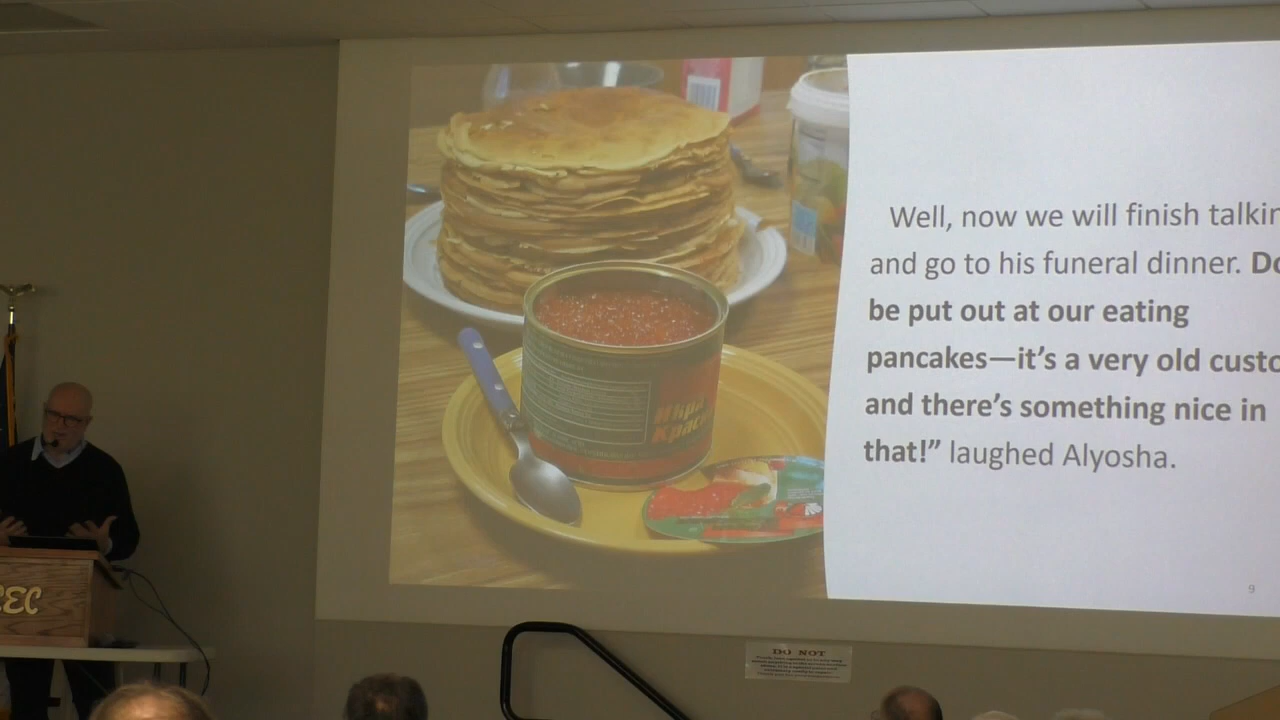 Well, now we will finish talkin
and go to his funeral dinner. Do
be put out at our eating
pancakes—it's a very old custo
and there's something nice in
that!” laughed Alyosha.
9
Икра
EC
DO NOT